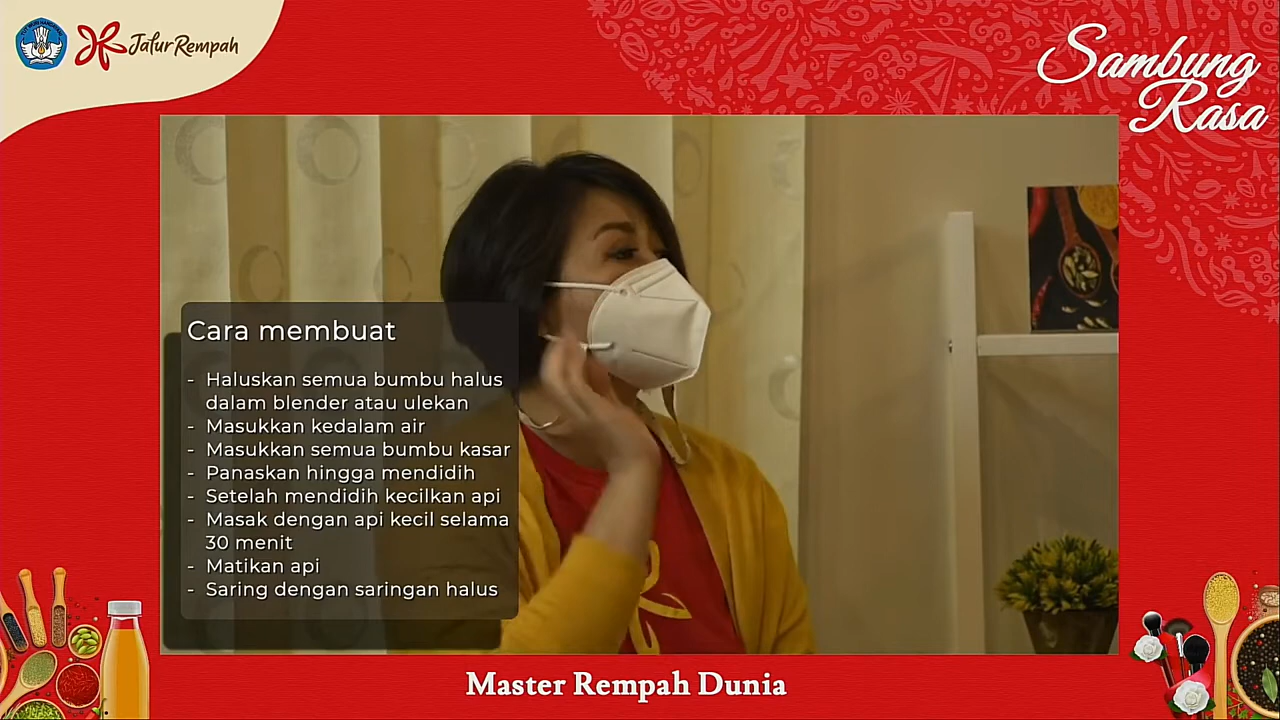 Jalur Rempah
Sambung
Rasa
Cara membuat
- Haluskan semua bumbu halus
dalam blender atau ulekan
- Masukkan kedalam air
- Masukkan semua bumbu kasar
- Panaskan hingga mendidih
- Setelah mendidih kecilkan api
- Masak dengan api kecil selama
30 menit
- Matikan api
- Saring dengan saringan halus
Master Rempah Dunia